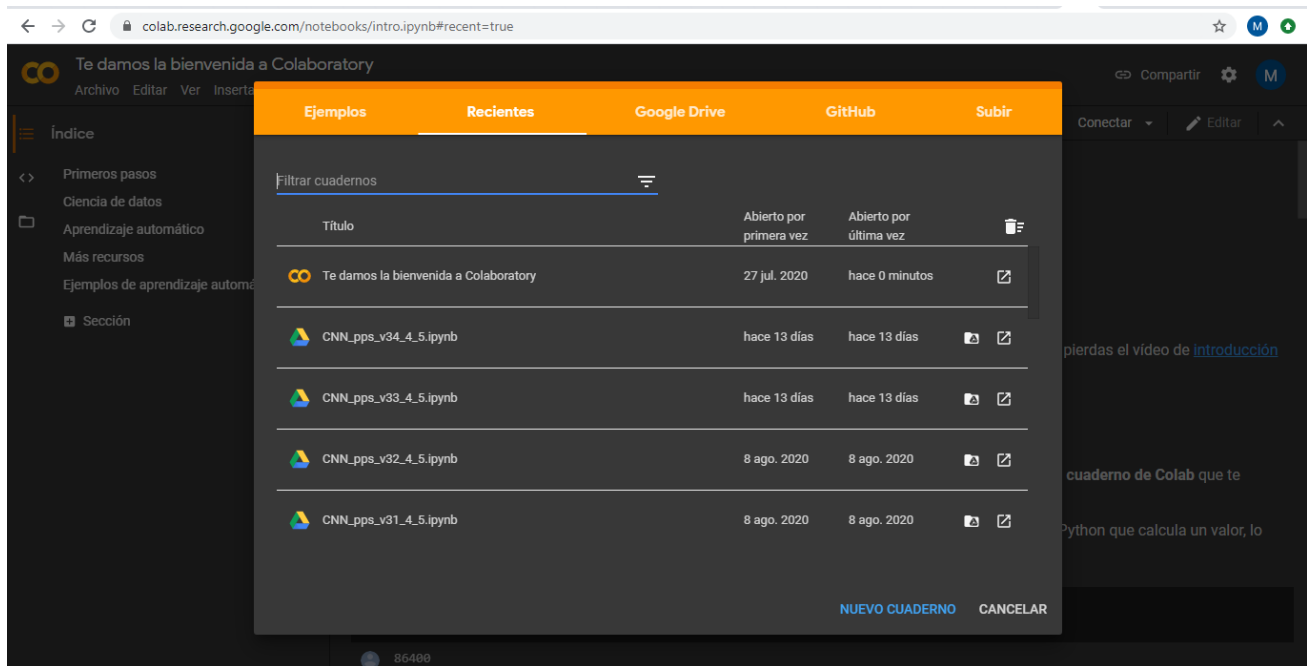 colab.research.google.com/notebooks/intro.ipynb#recent=true
M
CO Te damos la bienvenida a Colaboratory
Archivo Editar Ver Inserta
Compartir M
Ejemplos Recientes Google Drive GitHub Subir
Índice
Conectar Editar
Primeros pasos
Ciencia de datos
Aprendizaje automático
Más recursos
Ejemplos de aprendizaje automá
Sección
Filtrar cuadernos
Título Abierto por primera vez Abierto por última vez
CO Te damos la bienvenida a Colaboratory 27 jul. 2020 hace 0 minutos
CNN_pps_v34_4_5.ipynb hace 13 días hace 13 días
CNN_pps_v33_4_5.ipynb hace 13 días hace 13 días
CNN_pps_v32_4_5.ipynb 8 ago. 2020 8 ago. 2020
CNN_pps_v31_4_5.ipynb 8 ago. 2020 8 ago. 2020
NUEVO CUADERNO CANCELAR
pierdas el vídeo de introducción
cuaderno de Colab que te
Python que calcula un valor, lo
86400